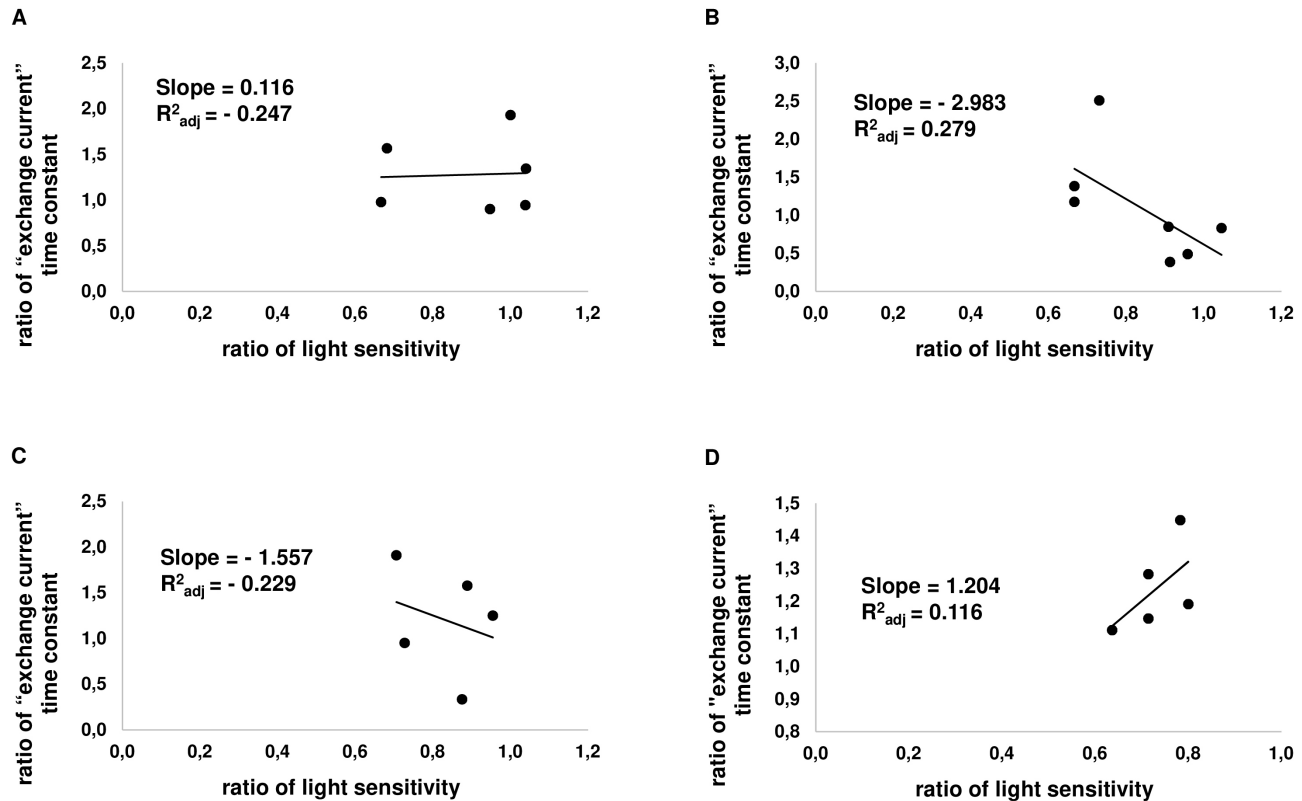 A
ratio of “exchange current”
time constant
2,5
2,0
1,5
1,0
0,5
0,0
Slope = 0.116
R²adj = - 0.247
0,0 0,2 0,4 0,6 0,8 1,0 1,2
ratio of light sensitivity
B
ratio of “exchange current”
time constant
3,0
2,5
2,0
1,5
1,0
0,5
0,0
Slope = - 2.983
R²adj = 0.279
0,0 0,2 0,4 0,6 0,8 1,0 1,2
ratio of light sensitivity
C
ratio of “exchange current”
time constant
2,5
2,0
1,5
1,0
0,5
0,0
Slope = - 1.557
R²adj = - 0.229
0,0 0,2 0,4 0,6 0,8 1,0 1,2
ratio of light sensitivity
D
ratio of "exchange current”
time constant
1,5
1,4
1,3
1,2
1,1
1,0
0,9
0,8
Slope = 1.204
R²adj = 0.116
0,0 0,2 0,4 0,6 0,8 1,0
ratio of light sensitivity